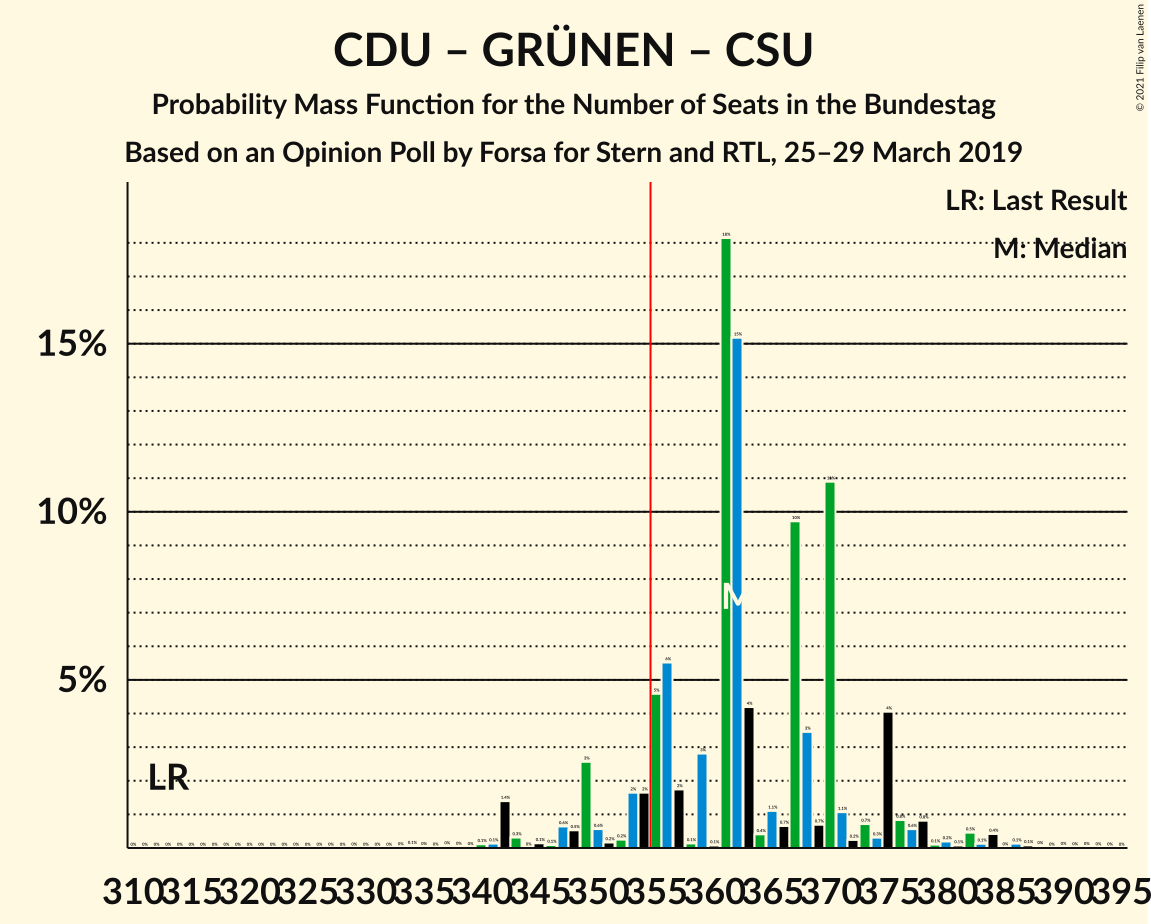 CDU – GRÜNEN – CSU
Probability Mass Function for the Number of Seats in the Bundestag
Based on an Opinion Poll by Forsa for Stern and RTL, 25–29 March 2019
© 2021 Filip van Laenen
LR: Last Result
M: Median
15%
10%
5%
LR
M
310 315 320 325 330 335 340 345 350 355 360 365 370 375 380 385 390 395